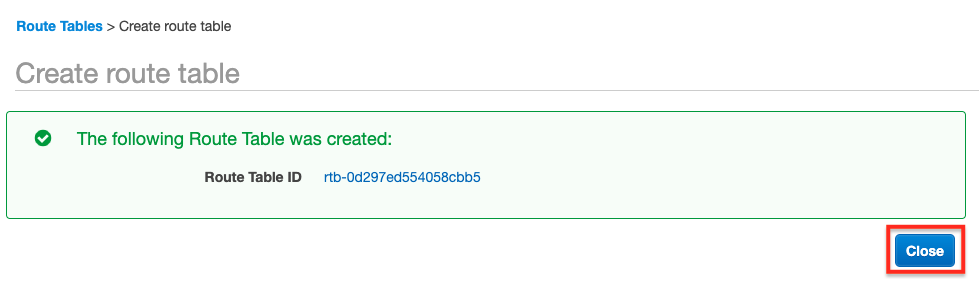 Route Tables > Create route table
Create route table
The following Route Table was created:
Route Table ID rtb-0d297ed554058cbb5
Close